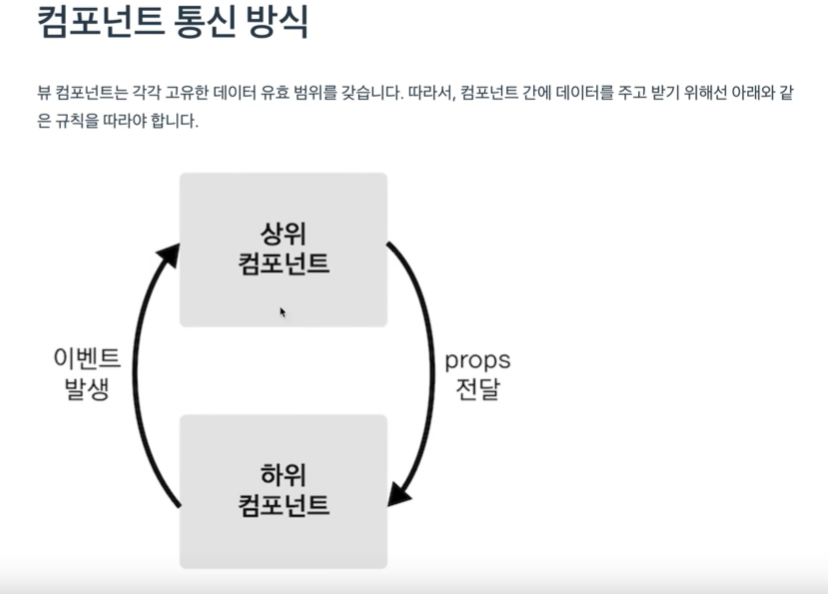 컴포넌트 통신 방식
뷰 컴포넌트는 각각 고유한 데이터 유효 범위를 갖습니다. 따라서, 컴포넌트 간에 데이터를 주고 받기 위해선 아래와 같
은 규칙을 따라야 합니다.
상위
컴포넌트
이벤트
발생
props
전달
하위
컴포넌트